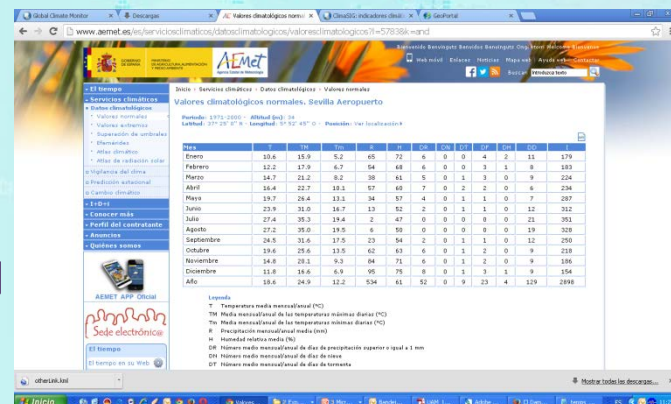 Global Climate Monitor
Descargas
Valores climatológicos normal
ClimaSIG: indicadores climáti
GeoPortal
www.aemet.es/es/serviciosclimaticos/datosclimatologicos/valoresclimatologicos?l=5783&k=and
GOBIERNO DE ESPAÑA
AEMet
Agencia Estatal de Meteorología
Bienvenido
Web móvil Enlaces Noticias Mapa web Ayuda
Buscar Introduzca texto
El tiempo
Servicios climáticos
Datos climatológicos
Valores normales
Valores extremos
Superación de umbrales
Efemérides
Atlas climático
Atlas de radiación solar
Vigilancia del clima
Predicción estacional
Cambio climático
I+D+i
Conocer más
Perfil del contratante
Anuncios
Quiénes somos
AEMET APP Oficial
Sede electrónica
El tiempo
El tiempo en su Web
Inicio › Servicios climáticos › Datos climatológicos › Valores normales
Valores climatológicos normales. Sevilla Aeropuerto
Periodo: 1971-2000 - Altitud (m): 34
Latitud: 37° 25' 0'' N - Longitud: 5° 52' 45'' O - Posición: Ver localización
Mes T TM Tm R H DR DN DT DF DH DD I
Enero 10.6 15.9 5.2 65 72 6 0 0 4 2 11 179
Febrero 12.2 17.9 6.7 54 68 6 0 0 3 1 8 183
Marzo 14.7 21.2 8.2 38 61 5 0 1 3 0 9 224
Abril 16.4 22.7 10.1 57 60 7 0 2 2 0 6 234
Mayo 19.7 26.4 13.1 34 57 4 0 1 1 0 7 287
Junio 23.9 31.0 16.7 13 52 2 0 1 1 0 12 312
Julio 27.4 35.3 19.4 2 47 0 0 0 0 0 21 351
Agosto 27.2 35.0 19.5 6 50 0 0 0 0 0 19 328
Septiembre 24.5 31.6 17.5 23 54 2 0 1 1 0 12 250
Octubre 19.6 25.6 13.5 62 63 6 0 1 2 0 9 218
Noviembre 14.8 20.1 9.3 84 71 6 0 1 2 0 9 186
Diciembre 11.8 16.6 6.9 95 75 8 0 1 3 1 9 154
Año 18.6 24.9 12.2 534 61 52 0 9 23 4 129 2898
Leyenda
T Temperatura media mensual/anual (°C)
TM Media mensual/anual de las temperaturas máximas diarias (°C)
Tm Media mensual/anual de las temperaturas mínimas diarias (°C)
R Precipitación mensual/anual media (mm)
H Humedad relativa media (%)
DR Número medio mensual/anual de días de precipitación superior o igual a 1 mm
DN Número medio mensual/anual de días de nieve
DT Número medio mensual/anual de días de tormenta
otherLink.kml
Mostrar todas las descargas...
Inicio
Valores
ES